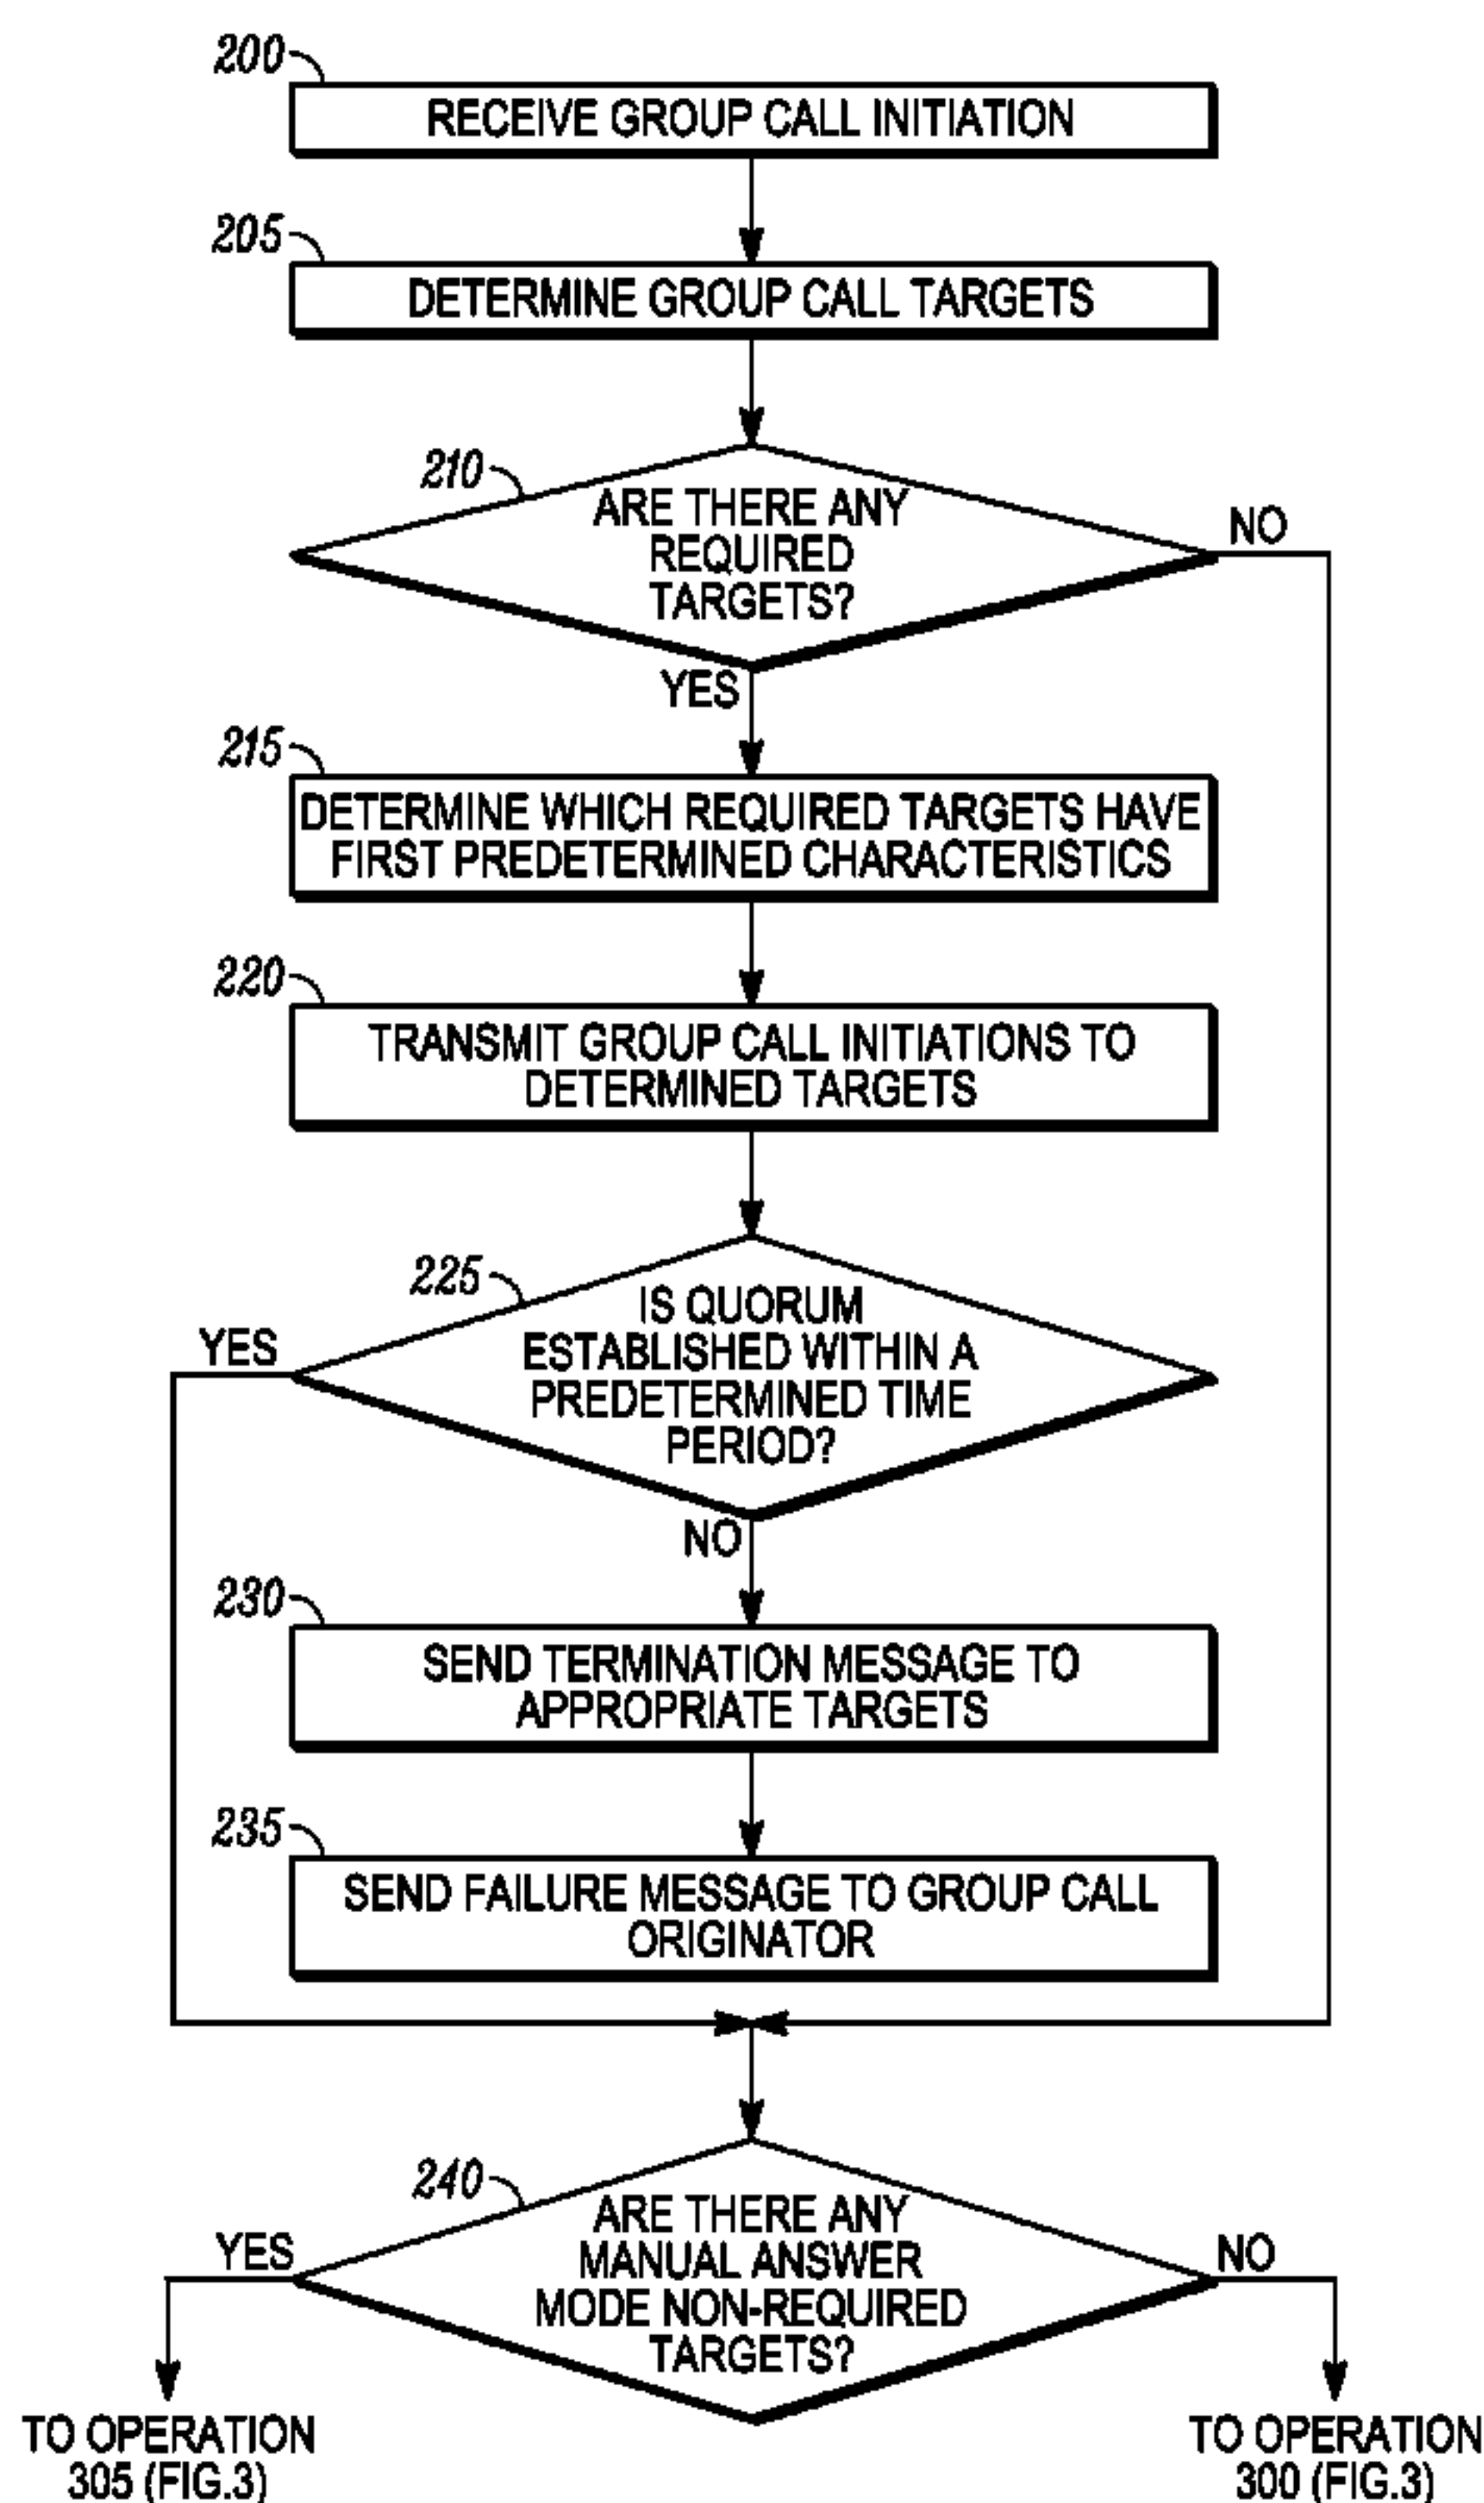 200
RECEIVE GROUP CALL INITIATION
205
DETERMINE GROUP CALL TARGETS
210
ARE THERE ANY
REQUIRED
TARGETS?
NO
YES
215
DETERMINE WHICH REQUIRED TARGETS HAVE
FIRST PREDETERMINED CHARACTERISTICS
220
TRANSMIT GROUP CALL INITIATIONS TO
DETERMINED TARGETS
225
IS QUORUM
ESTABLISHED WITHIN A
PREDETERMINED TIME
PERIOD?
YES
NO
230
SEND TERMINATION MESSAGE TO
APPROPRIATE TARGETS
235
SEND FAILURE MESSAGE TO GROUP CALL
ORIGINATOR
240
ARE THERE ANY
MANUAL ANSWER
MODE NON-REQUIRED
TARGETS?
YES
NO
TO OPERATION
305 (FIG.3)
TO OPERATION
300 (FIG.3)